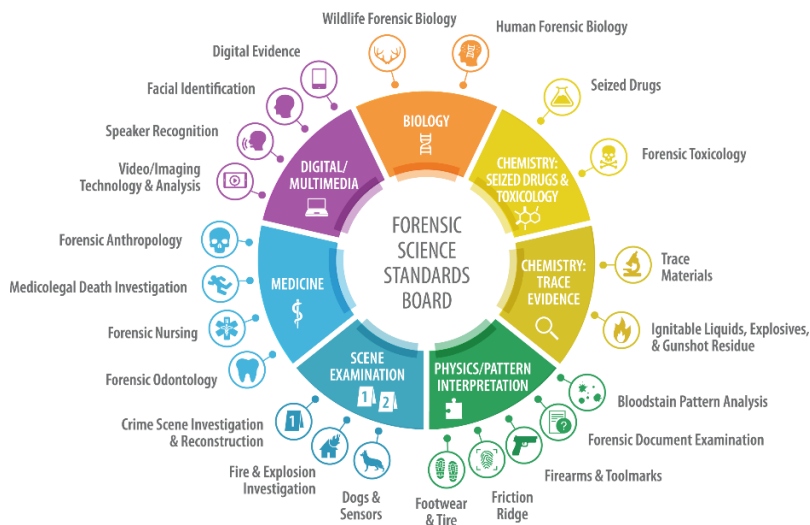 Wildlife Forensic Biology
Human Forensic Biology
Digital Evidence
Facial Identification
Speaker Recognition
Video/Imaging
Technology & Analysis
Seized Drugs
Forensic Toxicology
BIOLOGY
DIGITAL/
MULTIMEDIA
CHEMISTRY:
SEIZED DRUGS &
TOXICOLOGY
FORENSIC
SCIENCE
STANDARDS
BOARD
Forensic Anthropology
Medicolegal Death Investigation
Forensic Nursing
Forensic Odontology
MEDICINE
CHEMISTRY:
TRACE
EVIDENCE
Trace
Materials
Ignitable Liquids, Explosives,
& Gunshot Residue
SCENE
EXAMINATION
1 2
PHYSICS/PATTERN
INTERPRETATION
Crime Scene Investigation
& Reconstruction
1
Fire & Explosion
Investigation
Dogs &
Sensors
Footwear
& Tire
Friction
Ridge
Firearms & Toolmarks
?
Forensic Document Examination
Bloodstain Pattern Analysis